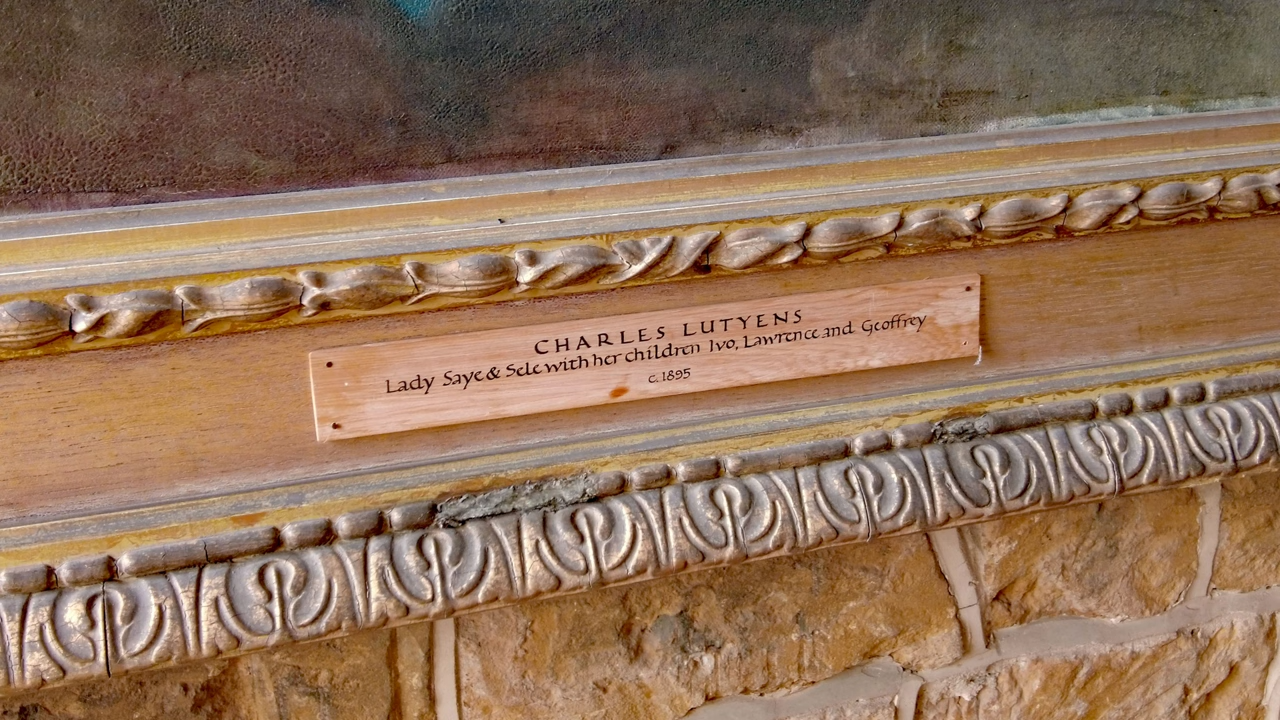 CHARLES LUTYENS
Lady Saye & Sele with her children Ivo, Lawrence and Geoffrey
c. 1895